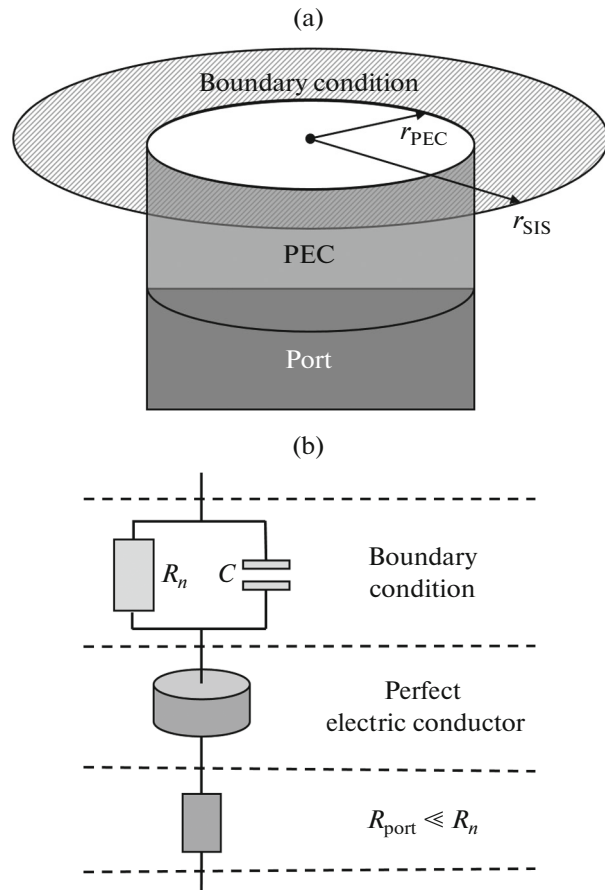 (a)
Boundary condition
r_PEC
r_SIS
PEC
Port
(b)
R_n
C
Boundary
condition
Perfect
electric conductor
R_port ≪ R_n